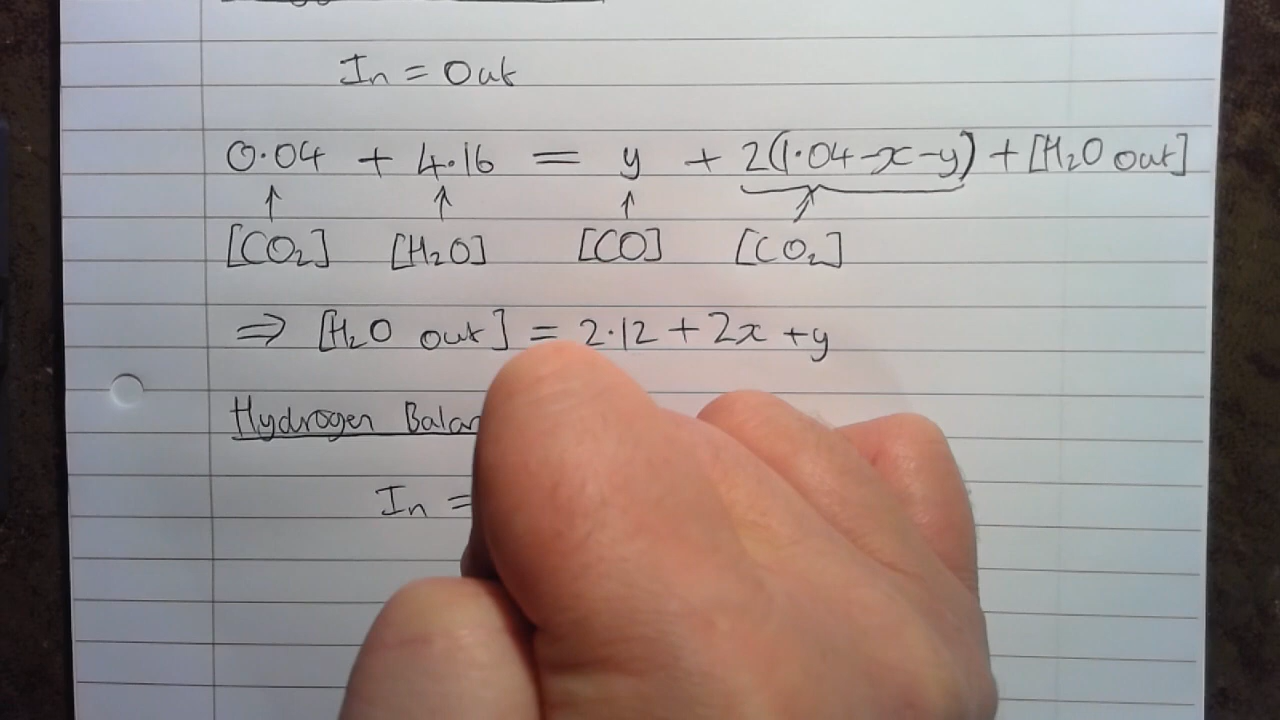 In = Out
0.04 + 4.16 = y + 2(1.04-x-y) + [H₂O out]
[CO₂] [H₂O] [CO] [CO₂]
⇒ [H₂O out] = 2.12 + 2x + y
Hydrogen
In =